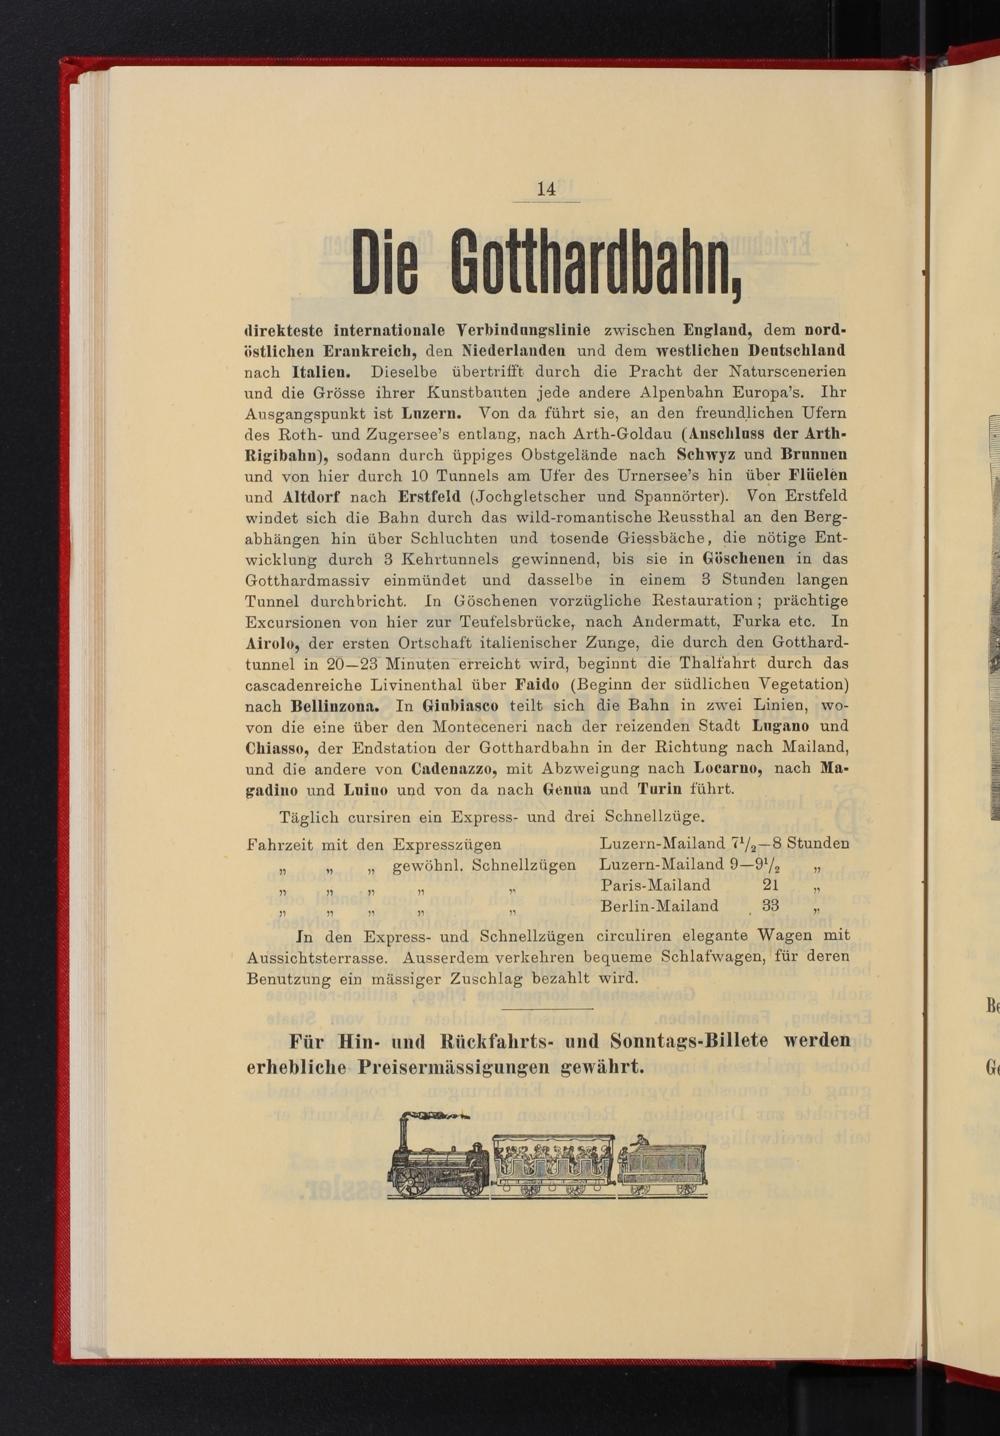 14
Die Gotthardbahn,
direkteste internationale Verbindungslinie zwischen England, dem nord-
östlichen Erankreich, den Niederlanden und dem westlichen Deutschland
nach Italien. Dieselbe übertrifft durch die Pracht der Naturscenerien
und die Grösse ihrer Kunstbauten jede andere Alpenbahn Europa's. Ihr
Ausgangspunkt ist Luzern. Von da führt sie, an den freundlichen Ufern
des Roth- und Zugersee's entlang, nach Arth-Goldau (Anschluss der Arth-
Rigibahn), sodann durch üppiges Obstgelände nach Schwyz und Brunnen
und von hier durch 10 Tunnels am Ufer des Urnersee's hin über Flüelen
und Altdorf nach Erstfeld (Jochgletscher und Spannörter). Von Erstfeld
windet sich die Bahn durch das wild-romantische Reussthal an den Berg-
abhängen hin über Schluchten und tosende Giessbäche, die nötige Ent-
wicklung durch 3 Kehrtunnels gewinnend, bis sie in Göschenen in das
Gotthardmassiv einmündet und dasselbe in einem 3 Stunden langen
Tunnel durchbricht. In Göschenen vorzügliche Restauration; prächtige
Excursionen von hier zur Teufelsbrücke, nach Andermatt, Furka etc. In
Airolo, der ersten Ortschaft italienischer Zunge, die durch den Gotthard-
tunnel in 20—23 Minuten erreicht wird, beginnt die Thalfahrt durch das
cascadenreiche Livinenthal über Faido (Beginn der südlichen Vegetation)
nach Bellinzona. In Giubiasco teilt sich die Bahn in zwei Linien, wo-
von die eine über den Monteceneri nach der reizenden Stadt Lugano und
Chiasso, der Endstation der Gotthardbahn in der Richtung nach Mailand,
und die andere von Cadenazzo, mit Abzweigung nach Locarno, nach Ma-
gadino und Luino und von da nach Genua und Turin führt.
Täglich cursiren ein Express- und drei Schnellzüge.
Fahrzeit mit den Expresszügen Luzern-Mailand 7½—8 Stunden
„ „ „ gewöhnl. Schnellzügen Luzern-Mailand 9—9½ „
„ „ „ „ „ Paris-Mailand 21 „
„ „ „ „ „ Berlin-Mailand 33 „
In den Express- und Schnellzügen circuliren elegante Wagen mit
Aussichtsterrasse. Ausserdem verkehren bequeme Schlafwagen, für deren
Benutzung ein mässiger Zuschlag bezahlt wird.
Für Hin- und Rückfahrts- und Sonntags-Billete werden
erhebliche Preisermässigungen gewährt.